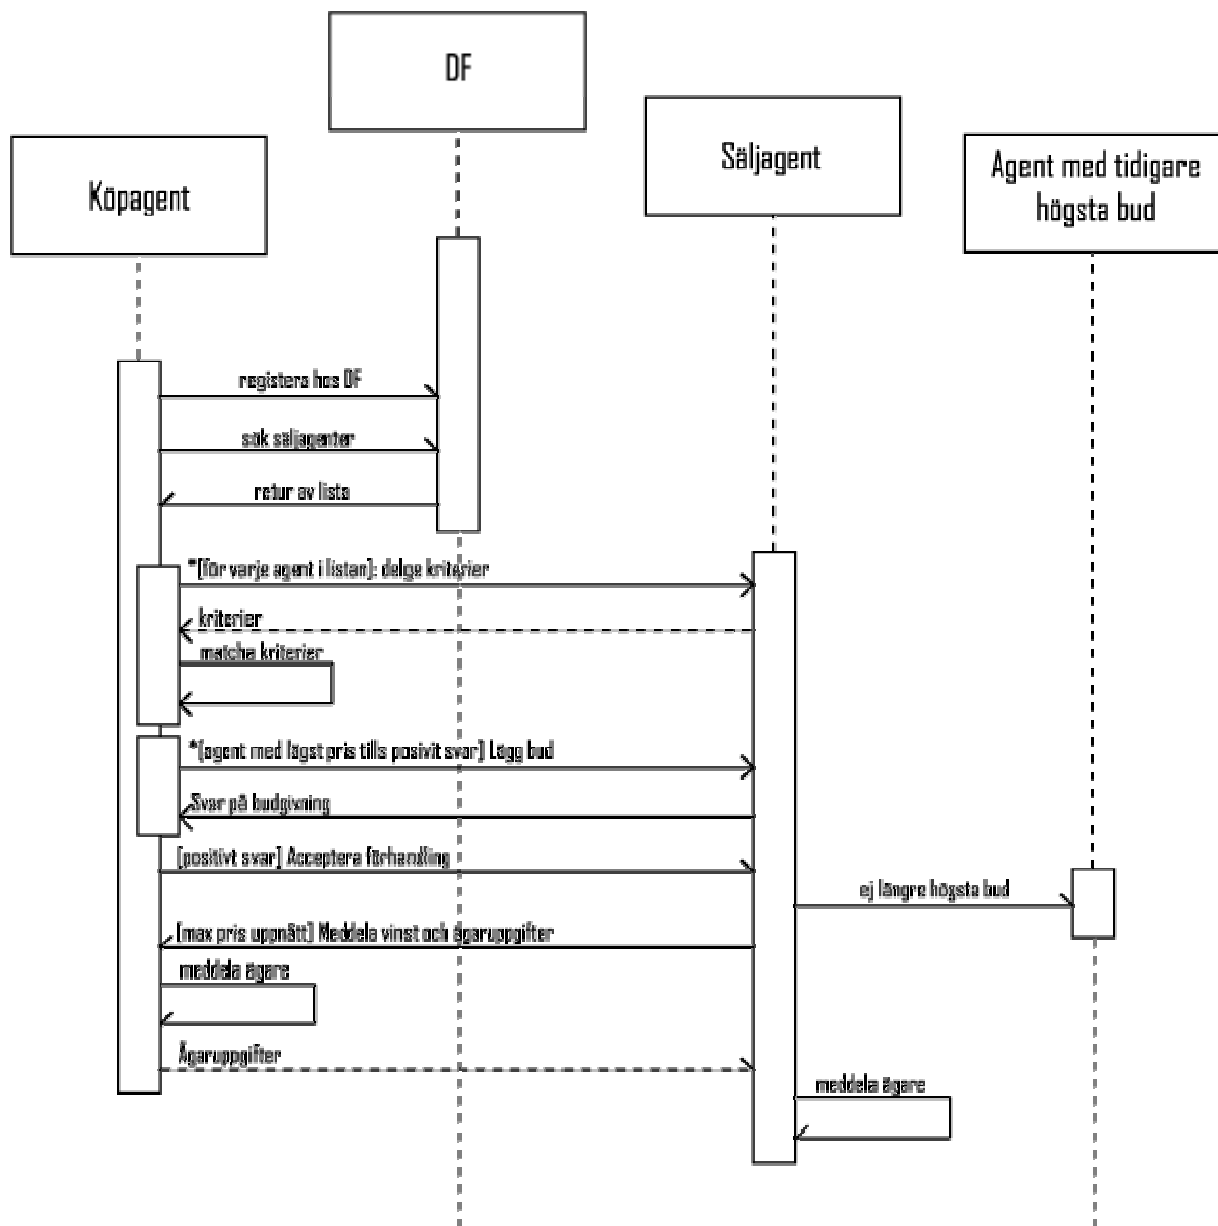 DF
Säljagent
Agent med tidigare
högsta bud
Köpagent
registera hos DF
sök säljagenter
retur av lista
*[för varje agent i listan]: delge kriterier
kriterier
matcha kriterier
*[agent med lägst pris tills posivit svar] Lägg bud
Svar på budgivning
[positivt svar] Acceptera förhandling
ej längre högsta bud
[max pris uppnått] Meddela vinst och ägaruppgifter
meddela ägare
Ägaruppgifter
meddela ägare